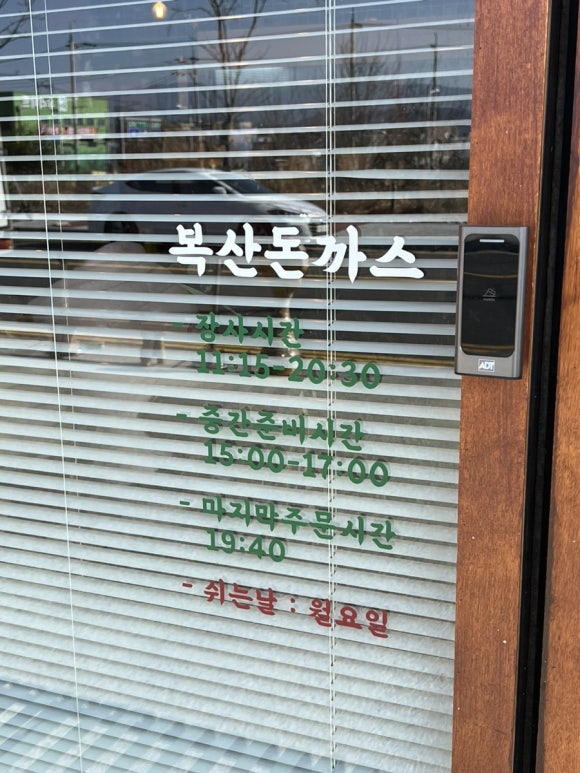 복산돈까스
- 장사시간
11:15-20:30
- 중간준비시간
15:00-17:00
- 마지막주문시간
19:40
- 쉬는날 : 월요일
ADT